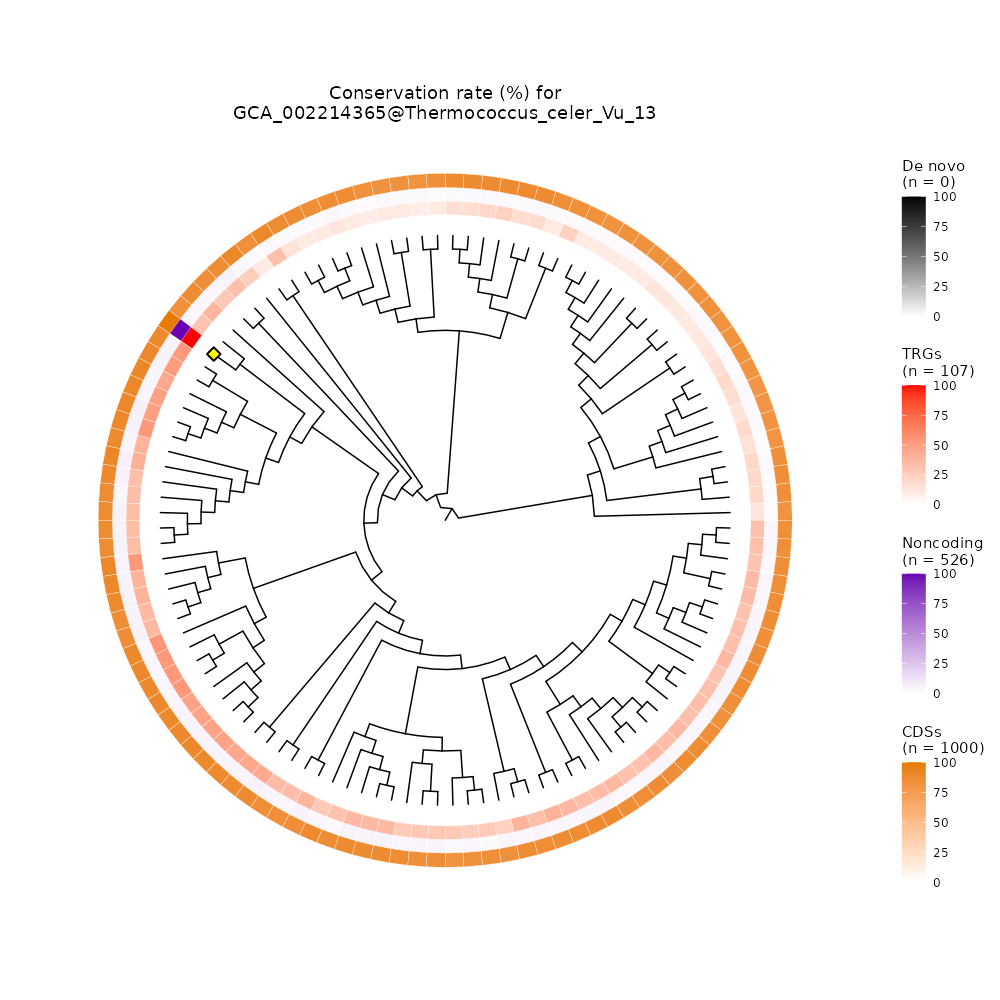 Conservation rate (%) for
GCA_002214365@Thermococcus_celer_Vu_13
De novo
(n = 0)
100
75
50
25
0
TRGs
(n = 107)
100
75
50
25
0
Noncoding
(n = 526)
100
75
50
25
0
CDSs
(n = 1000)
100
75
50
25
0